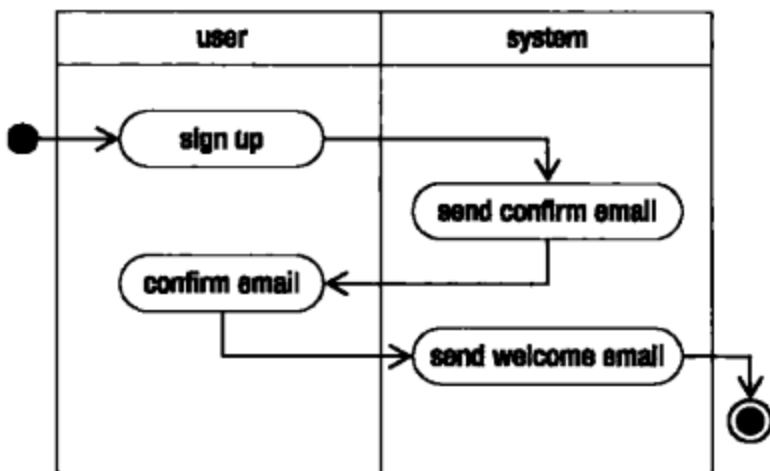 user
system
sign up
send confirm email
confirm email
send welcome email